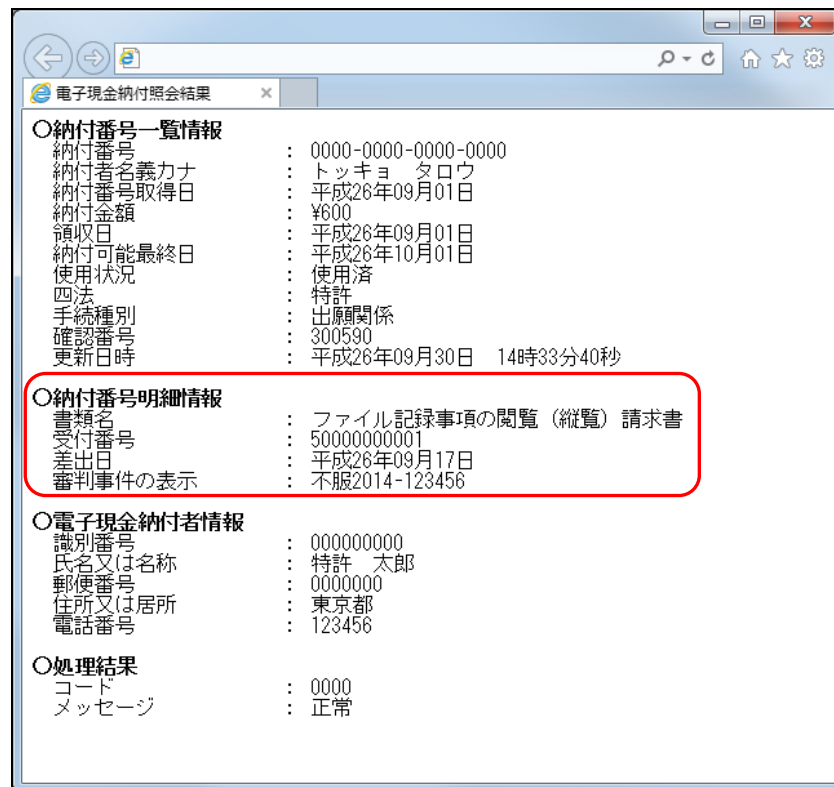 電子現金納付照会結果
○納付番号一覧情報
納付番号 : 0000-0000-0000-0000
納付者名義カナ : トッキョ タロウ
納付番号取得日 : 平成26年09月01日
納付金額 : ¥600
領収日 : 平成26年09月01日
納付可能最終日 : 平成26年10月01日
使用状況 : 使用済
四法 : 特許
手続種別 : 出願関係
確認番号 : 300590
更新日時 : 平成26年09月30日 14時33分40秒
○納付番号明細情報
書類名 : ファイル記録事項の閲覧(縦覧)請求書
受付番号 : 50000000001
差出日 : 平成26年09月17日
審判事件の表示 : 不服2014-123456
○電子現金納付者情報
識別番号 : 000000000
氏名又は名称 : 特許 太郎
郵便番号 : 0000000
住所又は居所 : 東京都
電話番号 : 123456
○処理結果
コード : 0000
メッセージ : 正常